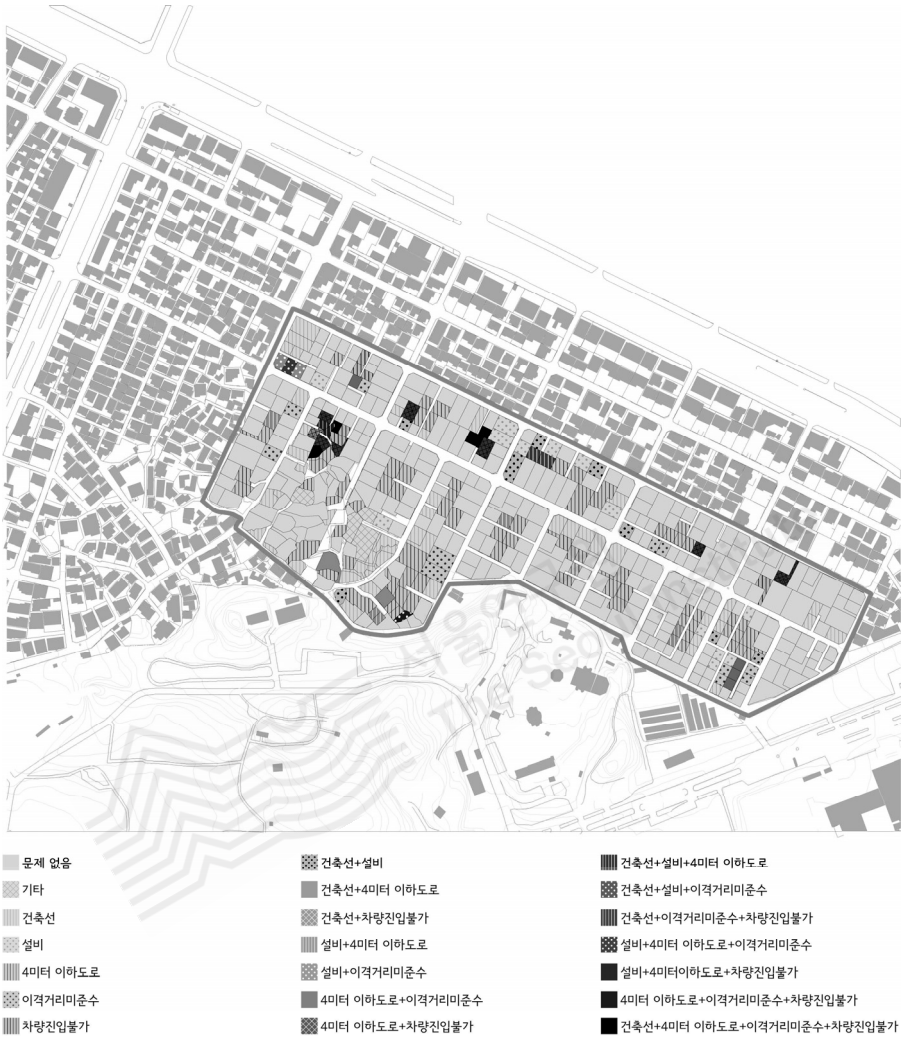 서울연구원
The Seoul
문제 없음
기타
건축선
설비
4미터 이하도로
이격거리미준수
차량진입불가
건축선+설비
건축선+4미터 이하도로
건축선+차량진입불가
설비+4미터 이하도로
설비+이격거리미준수
4미터 이하도로+이격거리미준수
4미터 이하도로+차량진입불가
건축선+설비+4미터 이하도로
건축선+설비+이격거리미준수
건축선+이격거리미준수+차량진입불가
설비+4미터 이하도로+이격거리미준수
설비+4미터이하도로+차량진입불가
4미터 이하도로+이격거리미준수+차량진입불가
건축선+4미터 이하도로+이격거리미준수+차량진입불가